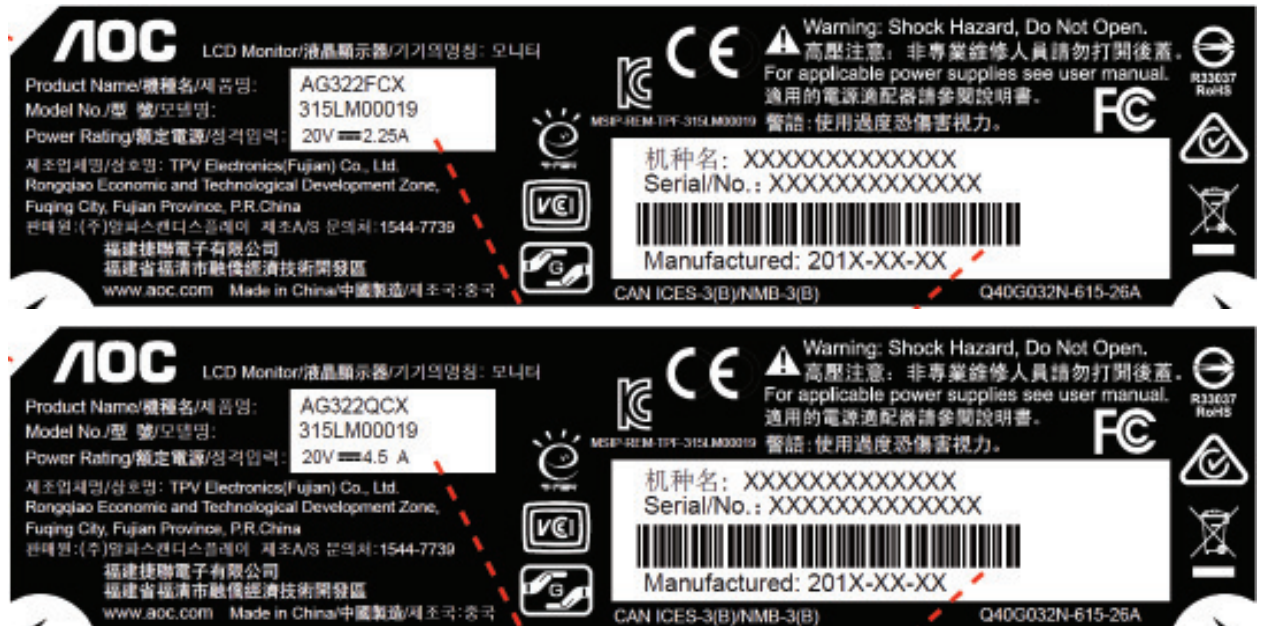 AOC
LCD Monitor/液晶顯示器/기기의명칭: 모니터
Product Name/機種名/제품명: AG322FCX
Model No./型 號/모델명: 315LM00019
Power Rating/額定電源/정격입력: 20V 2.25A
제조업체명/상호명: TPV Electronics(Fujian) Co., Ltd.
Rongqiao Economic and Technological Development Zone,
Fuqing City, Fujian Province, P.R.China
판매원:(주)알파스캔디스플레이 제조A/S 문의처:1544-7739
福建捷聯電子有限公司
福建省福清市融僑經濟技術開發區
www.aoc.com Made in China/中國製造/제조국:중국
VCI
G
CE
MSIP-REM-TPF-315LM00019
Warning: Shock Hazard, Do Not Open.
高壓注意: 非專業維修人員請勿打開後蓋。
For applicable power supplies see user manual.
適用的電源適配器請參閱說明書。
警語:使用過度恐傷害視力。
FC
R33037
RoHS
机种名: XXXXXXXXXXXXX
Serial/No.: XXXXXXXXXXXXX
Manufactured: 201X-XX-XX
CAN ICES-3(B)/NMB-3(B)
Q40G032N-615-26A
AOC
LCD Monitor/液晶顯示器/기기의명칭: 모니터
Product Name/機種名/제품명: AG322QCX
Model No./型 號/모델명: 315LM00019
Power Rating/額定電源/정격입력: 20V 4.5 A
제조업체명/상호명: TPV Electronics(Fujian) Co., Ltd.
Rongqiao Economic and Technological Development Zone,
Fuqing City, Fujian Province, P.R.China
판매원:(주)알파스캔디스플레이 제조A/S 문의처:1544-7739
福建捷聯電子有限公司
福建省福清市融僑經濟技術開發區
www.aoc.com Made in China/中國製造/제조국:중국
VCI
G
CE
MSIP-REM-TPF-315LM00019
Warning: Shock Hazard, Do Not Open.
高壓注意: 非專業維修人員請勿打開後蓋。
For applicable power supplies see user manual.
適用的電源適配器請參閱說明書。
警語:使用過度恐傷害視力。
FC
R33037
RoHS
机种名: XXXXXXXXXXXXX
Serial/No.: XXXXXXXXXXXXX
Manufactured: 201X-XX-XX
CAN ICES-3(B)/NMB-3(B)
Q40G032N-615-26A